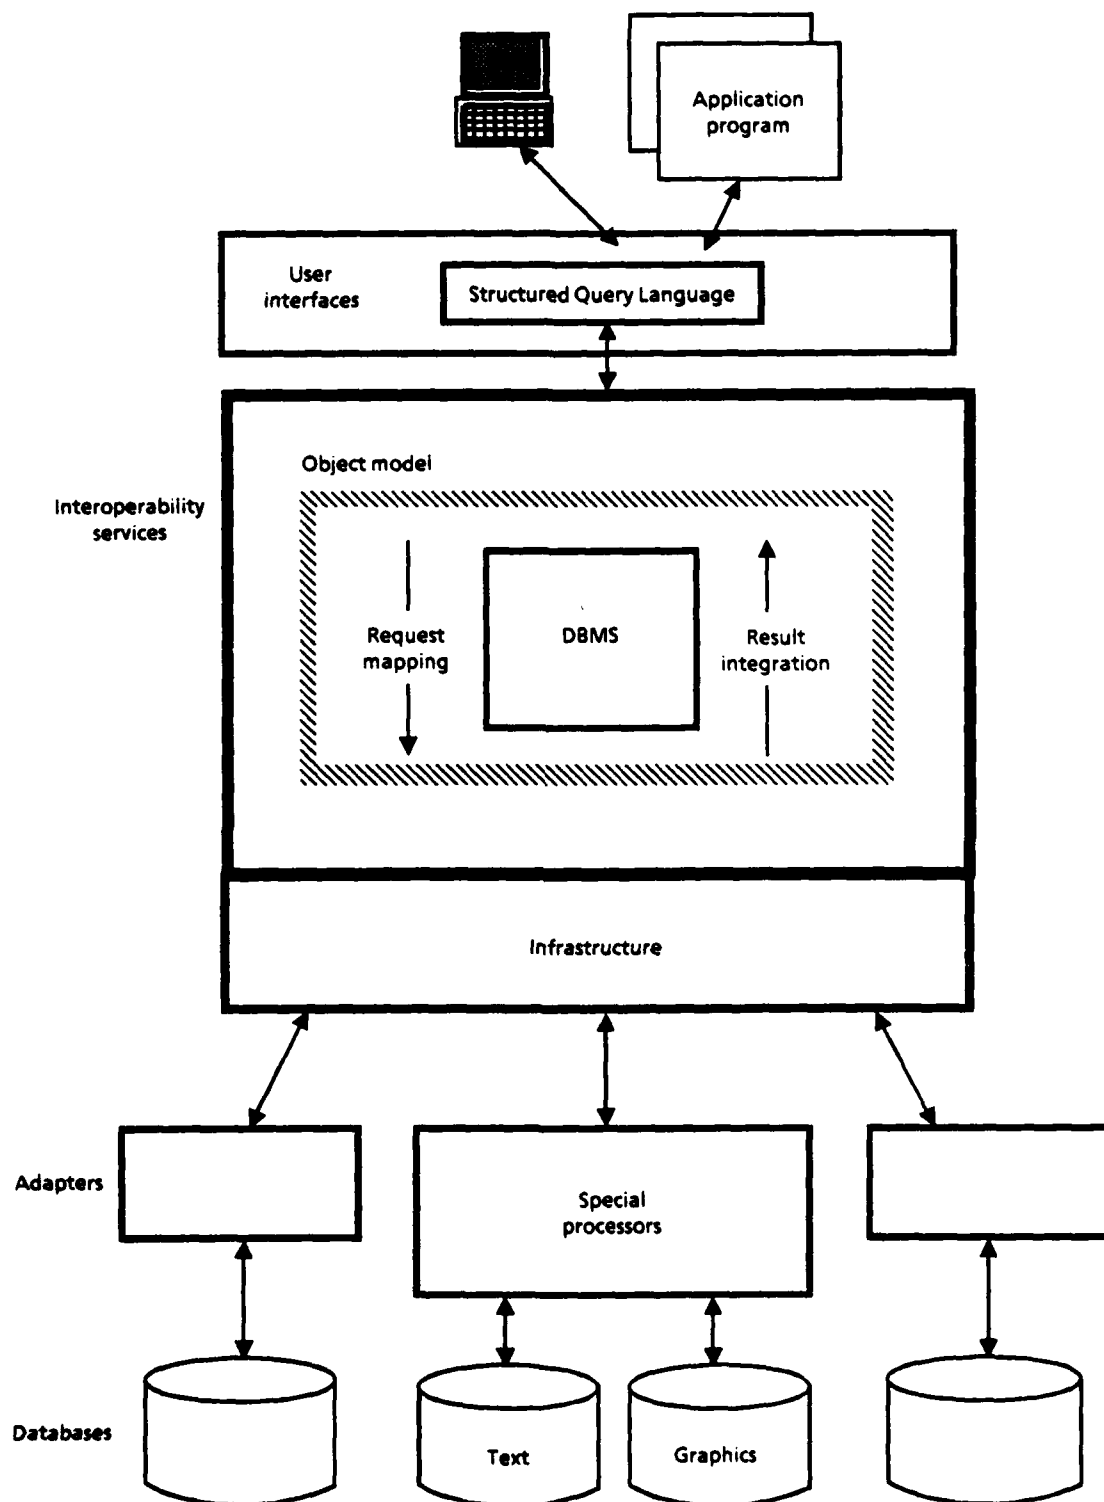 Application
program
User
interfaces
Structured Query Language
Object model
Interoperability
services
Request
mapping
DBMS
Result
integration
Infrastructure
Adapters
Special
processors
Databases
Text
Graphics